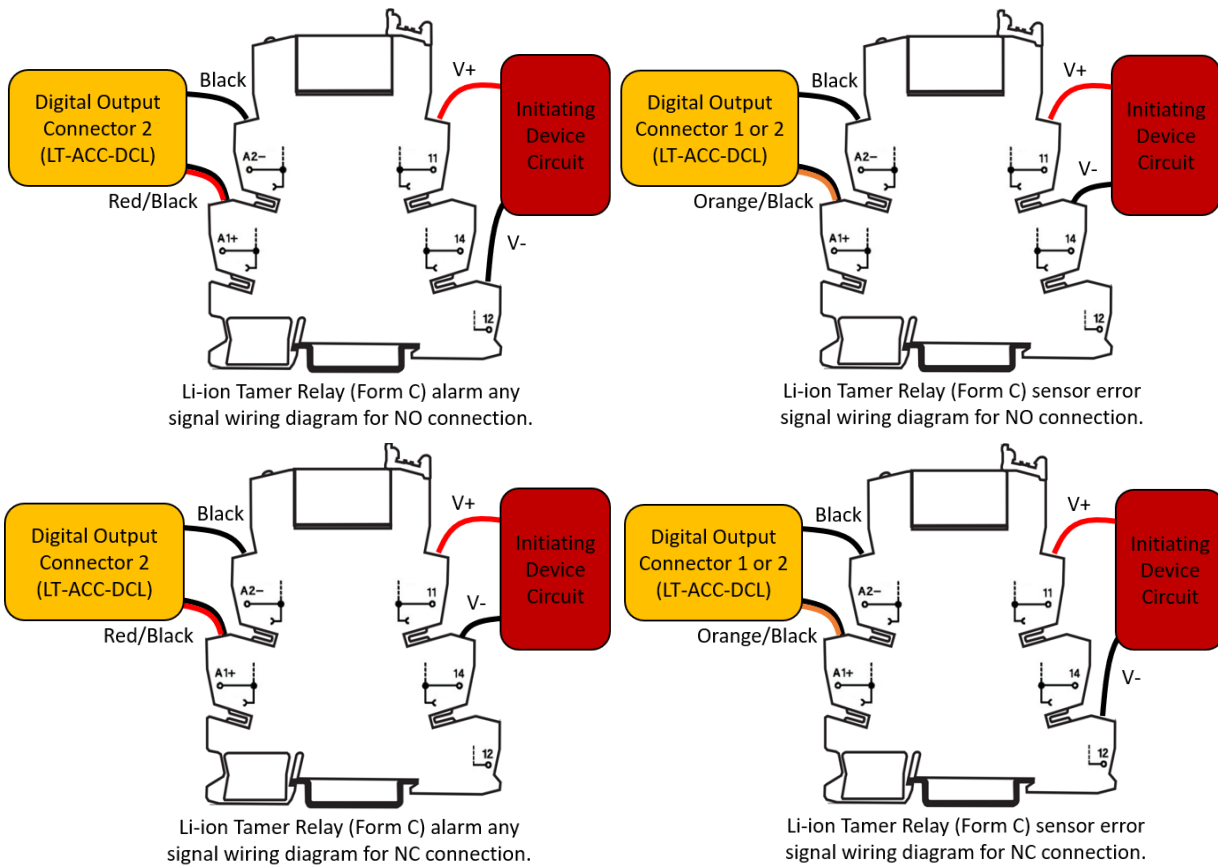 Black
Digital Output
Connector 2
(LT-ACC-DCL)
Red/Black
A2-
11
A1+
14
12
V+
Initiating
Device
Circuit
V-
Li-ion Tamer Relay (Form C) alarm any
signal wiring diagram for NO connection.
Black
Digital Output
Connector 1 or 2
(LT-ACC-DCL)
Orange/Black
A2-
11
A1+
14
12
V+
Initiating
Device
Circuit
V-
Li-ion Tamer Relay (Form C) sensor error
signal wiring diagram for NO connection.
Black
Digital Output
Connector 2
(LT-ACC-DCL)
Red/Black
A2-
11
A1+
14
12
V+
Initiating
Device
Circuit
V-
Li-ion Tamer Relay (Form C) alarm any
signal wiring diagram for NC connection.
Black
Digital Output
Connector 1 or 2
(LT-ACC-DCL)
Orange/Black
A2-
11
A1+
14
12
V+
Initiating
Device
Circuit
V-
Li-ion Tamer Relay (Form C) sensor error
signal wiring diagram for NC connection.